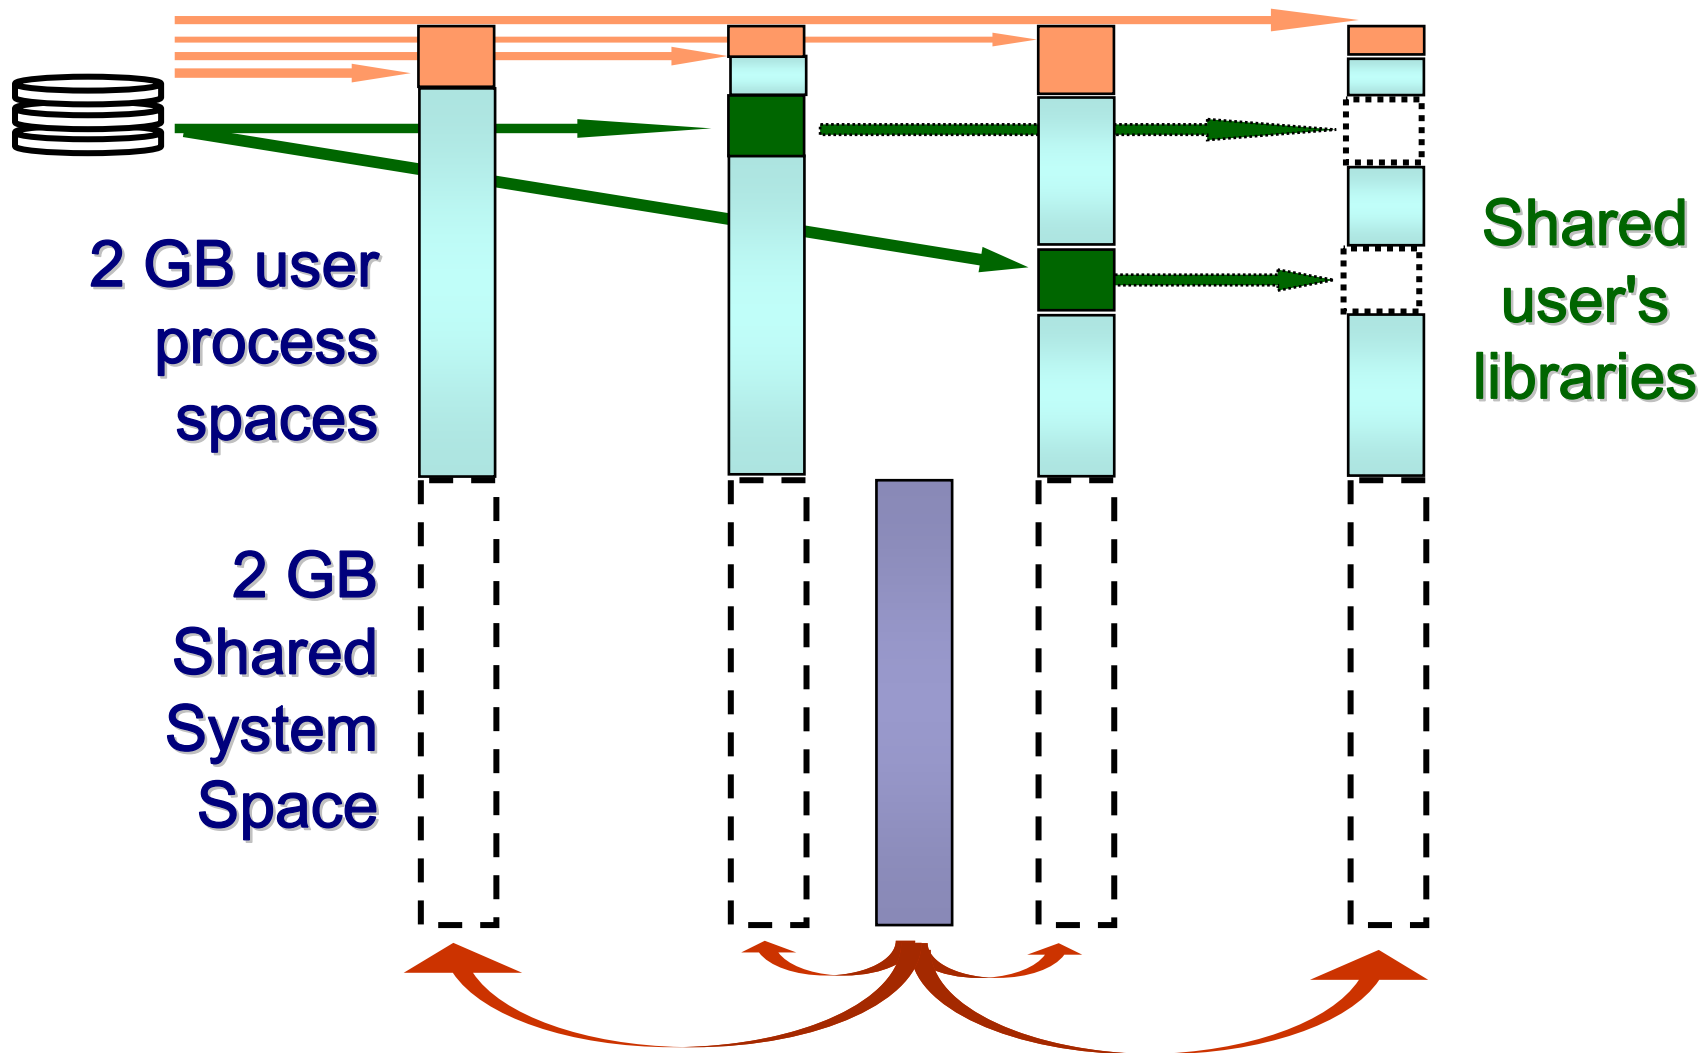 2 GB user
process
spaces
Shared
user's
libraries
2 GB
Shared
System
Space